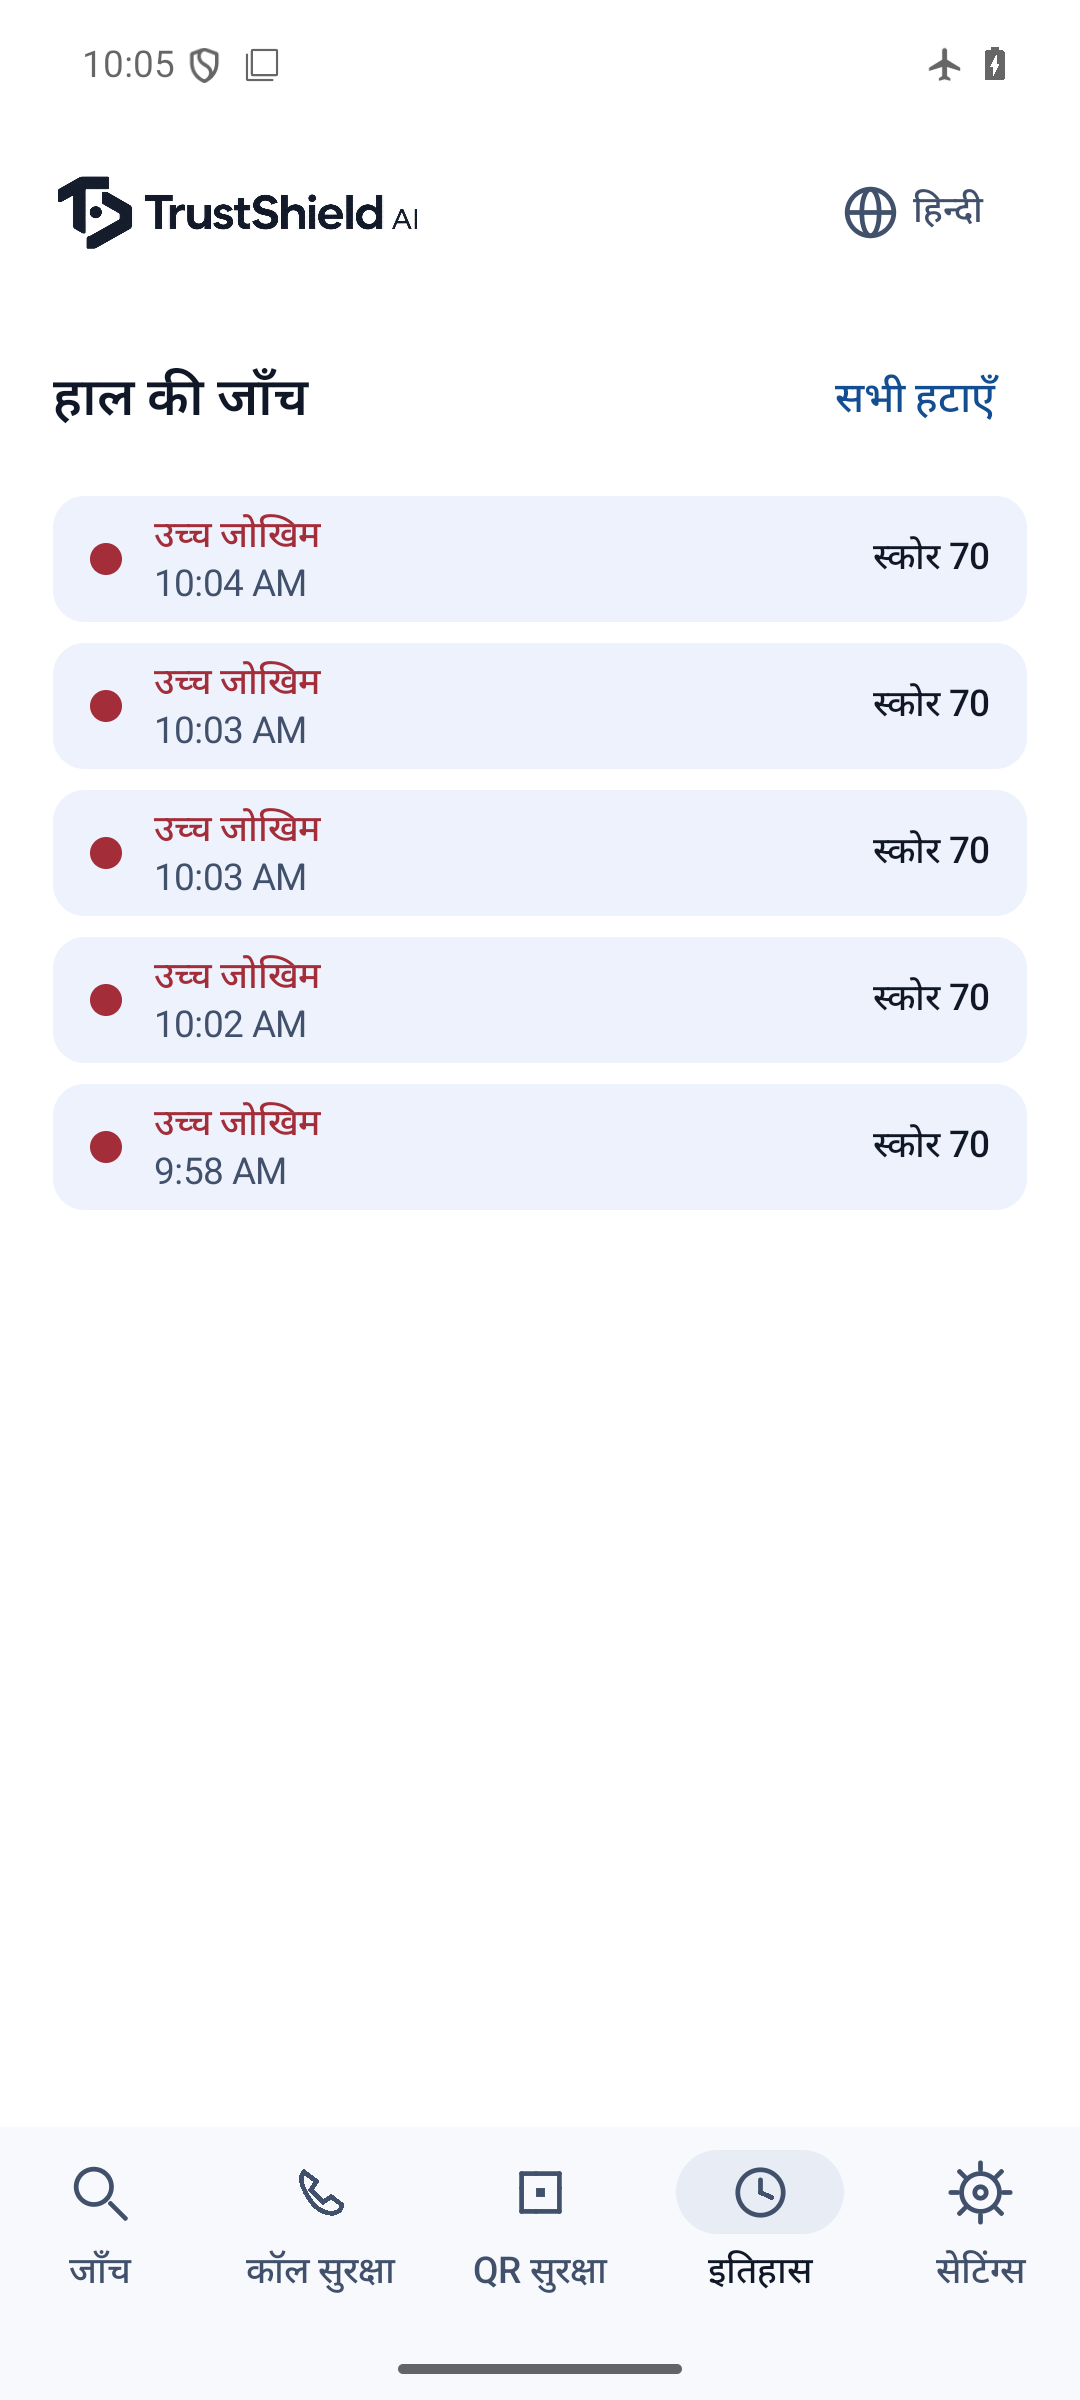 10:05
TrustShield AI
हिन्दी
हाल की जाँच
सभी हटाएँ
उच्च जोखिम
10:04 AM
स्कोर 70
उच्च जोखिम
10:03 AM
स्कोर 70
उच्च जोखिम
10:03 AM
स्कोर 70
उच्च जोखिम
10:02 AM
स्कोर 70
उच्च जोखिम
9:58 AM
स्कोर 70
जाँच
कॉल सुरक्षा
QR सुरक्षा
इतिहास
सेटिंग्स